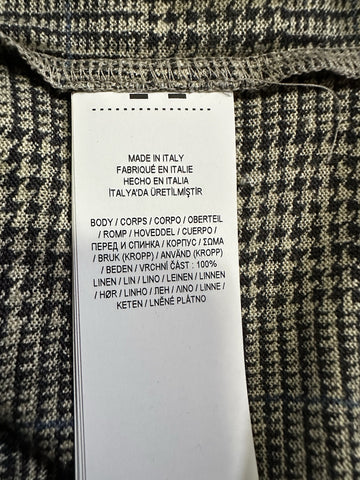 MADE IN ITALY
FABRIQUÉ EN ITALIE
HECHO EN ITALIA
İTALYA'DA ÜRETİLMİŞTİR
BODY / CORPS / CORPO / OBERTEIL
/ ROMP / HOVEDDEL / CUERPO /
ПЕРЕД И СПИНКА / КОРПУС / ΣΩΜΑ
/ BRUK (KROPP) / ANVÄND (KROPP)
/ BEDEN / VRCHNÍ ČÁST : 100%
LINEN / LIN / LINO / LEINEN / LINNEN
/ HØR / LINHO / ЛЕН / ΛΙΝΟ / LINNE /
KETEN / LNĚNÉ PLÁTNO